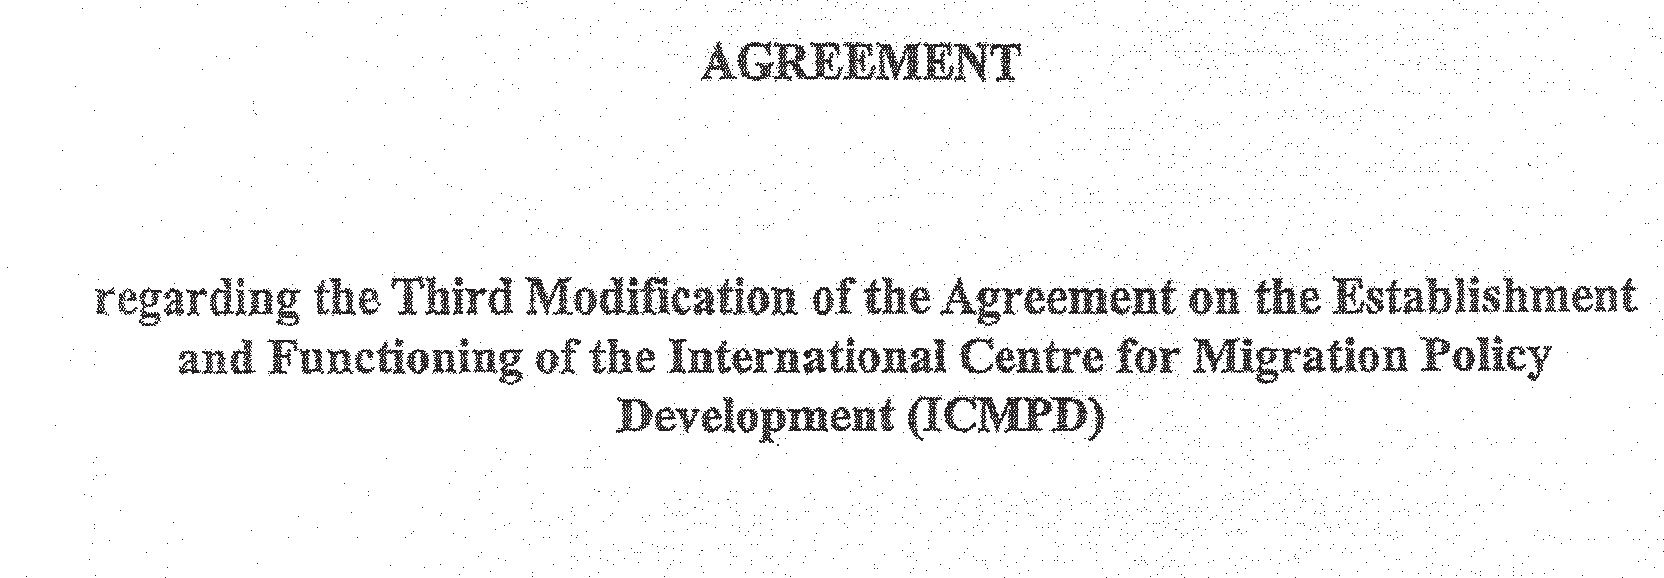 AGREEMENT
regarding the Third Modification of the Agreement on the Establishment
and Functioning of the International Centre for Migration Policy
Development (ICMPD)